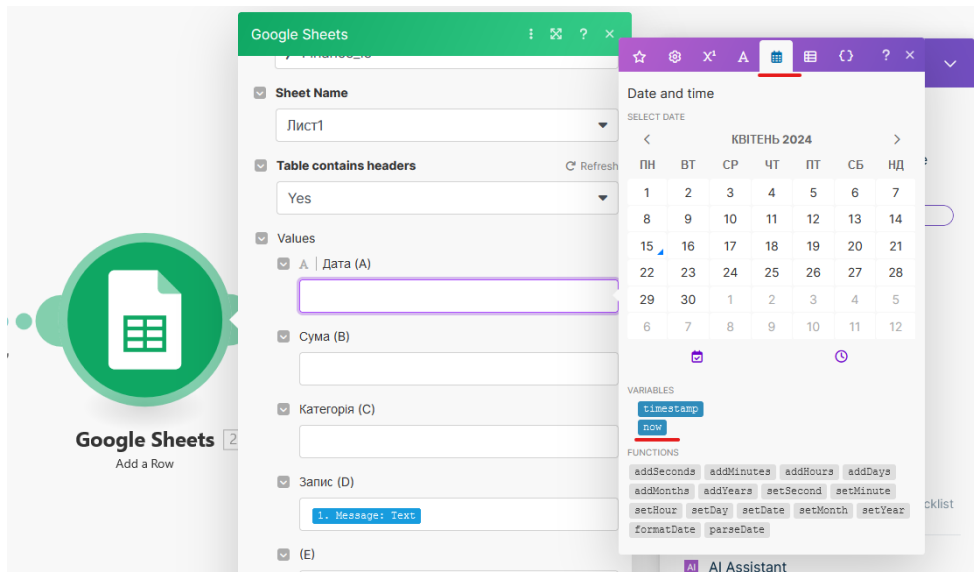 Google Sheets
Sheet Name
Лист1
Table contains headers
Refresh
Yes
Values
A | Дата (A)
Сума (B)
Категорія (C)
Запис (D)
1. Message: Text
(E)
Google Sheets 2
Add a Row
Date and time
SELECT DATE
КВІТЕНЬ 2024
ПН ВТ СР ЧТ ПТ СБ НД
1 2 3 4 5 6 7
8 9 10 11 12 13 14
15 16 17 18 19 20 21
22 23 24 25 26 27 28
29 30 1 2 3 4 5
6 7 8 9 10 11 12
VARIABLES
timestamp
now
FUNCTIONS
addSeconds addMinutes addHours addDays
addMonths addYears setSecond setMinute
setHour setDay setDate setMonth setYear
formatDate parseDate
cklist
AI AI Assistant